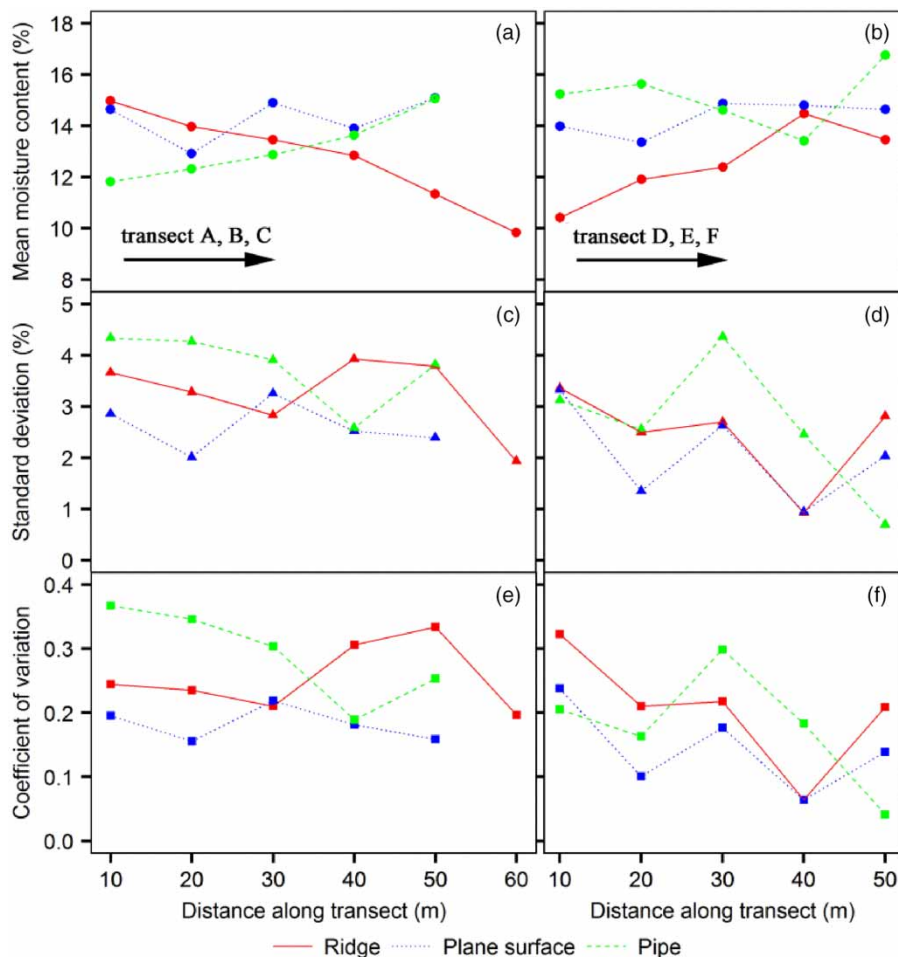 Mean moisture content (%)
18
16
14
12
10
8
(a)
transect A, B, C
(b)
transect D, E, F
Standard deviation (%)
5
4
3
2
1
0
(c)
(d)
Coefficient of variation
0.4
0.3
0.2
0.1
0.0
(e)
(f)
10 20 30 40 50 60
10 20 30 40 50
Distance along transect (m)
Distance along transect (m)
Ridge Plane surface Pipe